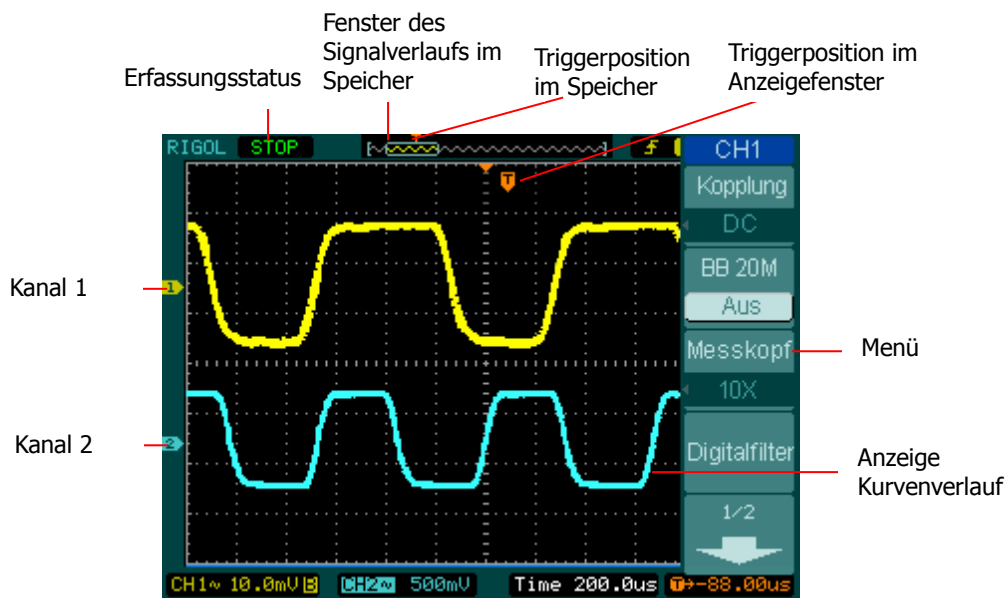 Fenster des
Signalverlaufs im
Speicher
Erfassungsstatus
Triggerposition
im Speicher
Triggerposition im
Anzeigefenster
RIGOL STOP
T
CH1
Kopplung
DC
BB 20M
Aus
Messkopf
10X
Digitalfilter
1/2
Kanal 1
1
Kanal 2
2
Menü
Anzeige
Kurvenverlauf
CH1~ 10.0mV B CH2~ 500mV Time 200.0us T→-88.00us